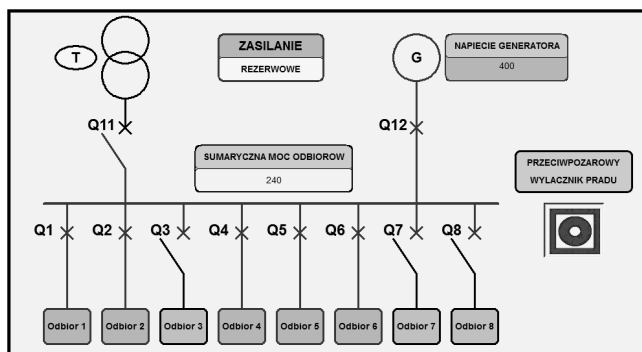 T
ZASILANIE
REZERWOWE
G
NAPIECIE GENERATORA
400
Q11
Q12
SUMARYCZNA MOC ODBIOROW
240
PRZECIWPOZAROWY
WYLACZNIK PRADU
Q1 Q2 Q3 Q4 Q5 Q6 Q7 Q8
Odbior 1 Odbior 2 Odbior 3 Odbior 4 Odbior 5 Odbior 6 Odbior 7 Odbior 8